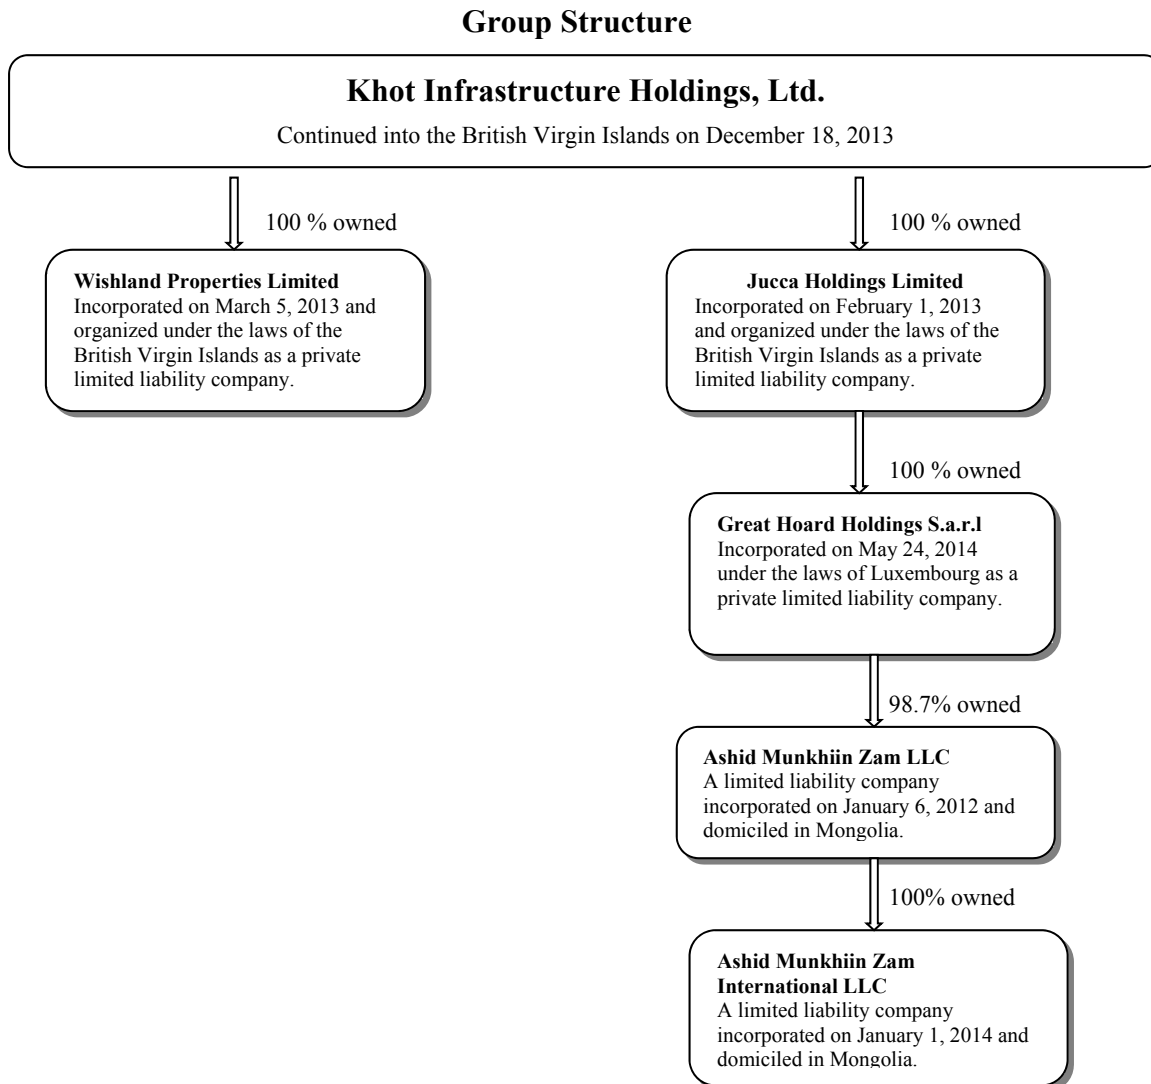 Group Structure
Khot Infrastructure Holdings, Ltd.
Continued into the British Virgin Islands on December 18, 2013
100 % owned
100 % owned
Wishland Properties Limited
Incorporated on March 5, 2013 and
organized under the laws of the
British Virgin Islands as a private
limited liability company.
Jucca Holdings Limited
Incorporated on February 1, 2013
and organized under the laws of the
British Virgin Islands as a private
limited liability company.
100 % owned
Great Hoard Holdings S.a.r.l
Incorporated on May 24, 2014
under the laws of Luxembourg as a
private limited liability company.
98.7% owned
Ashid Munkhiin Zam LLC
A limited liability company
incorporated on January 6, 2012 and
domiciled in Mongolia.
100% owned
Ashid Munkhiin Zam
International LLC
A limited liability company
incorporated on January 1, 2014 and
domiciled in Mongolia.